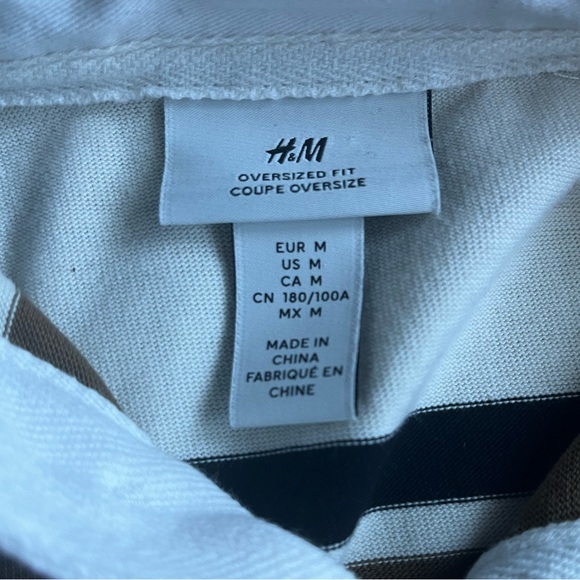 H&M
OVERSIZED FIT
COUPE OVERSIZE
EUR M
US M
CA M
CN 180/100A
MX M
MADE IN
CHINA
FABRIQUÉ EN
CHINE